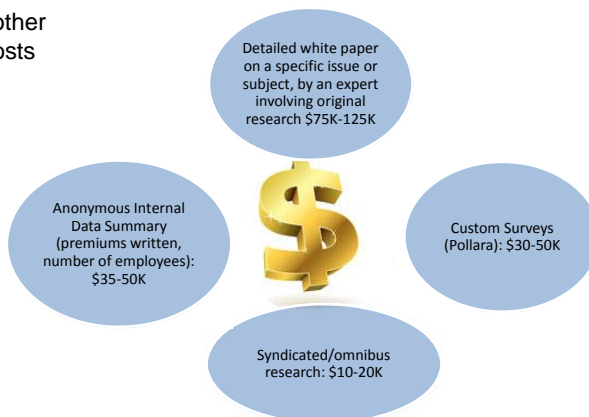 other
osts
Detailed white paper
on a specific issue or
subject, by an expert
involving original
research $75K-125K
Anonymous Internal
Data Summary
(premiums written,
number of employees):
$35-50K
Custom Surveys
(Pollara): $30-50K
Syndicated/omnibus
research: $10-20K